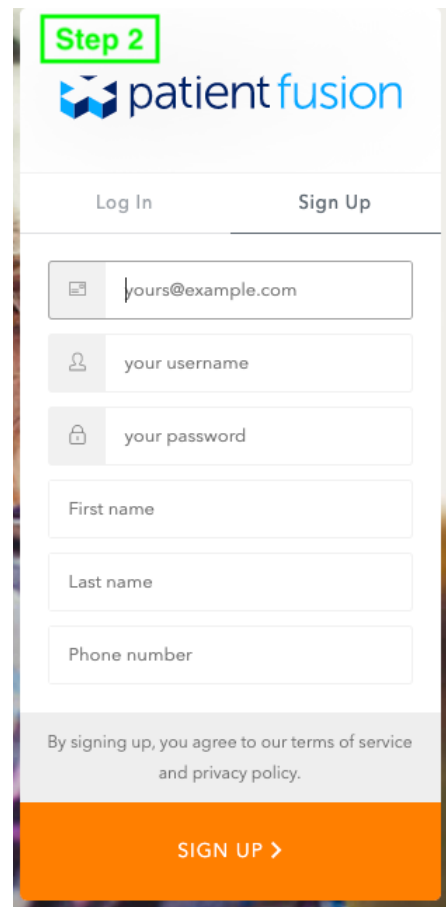 Step 2
patient fusion
Log In
Sign Up
yours@example.com
your username
your password
First name
Last name
Phone number
By signing up, you agree to our terms of service
and privacy policy.
SIGN UP